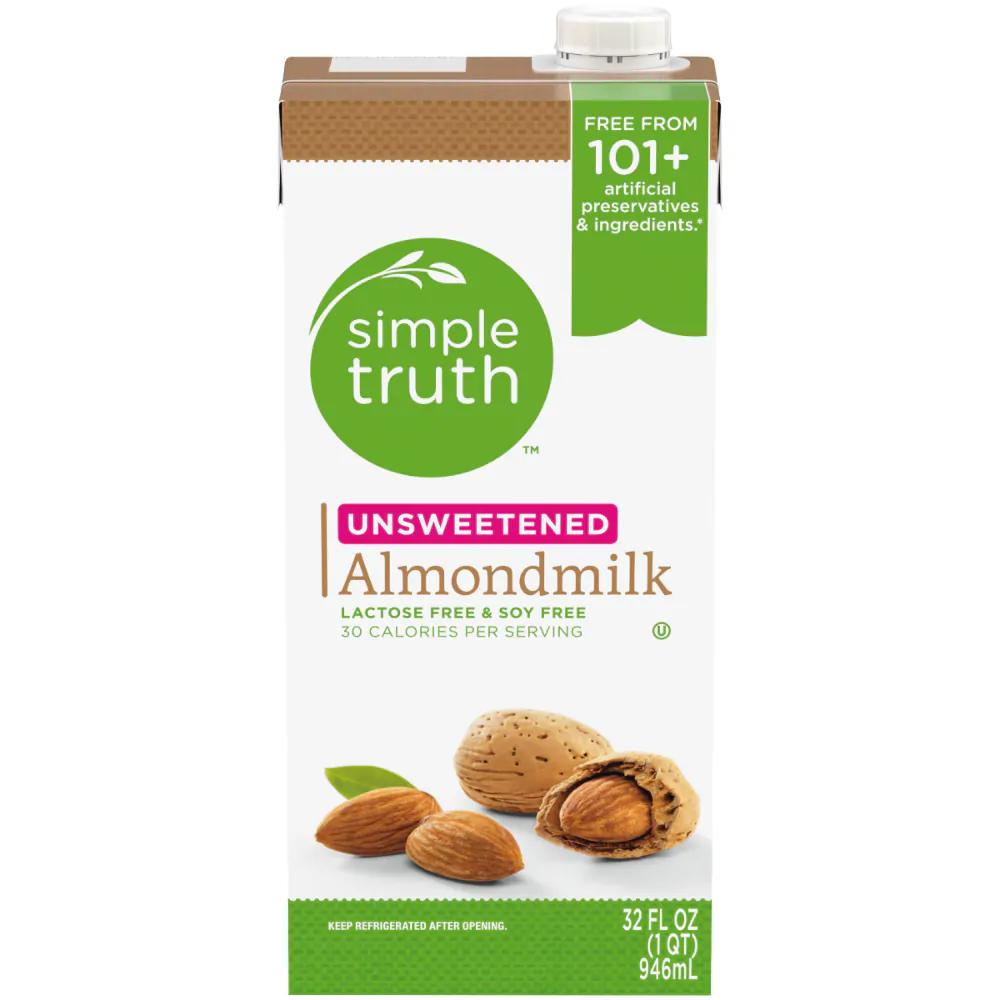 FREE FROM
101+
artificial
preservatives
& ingredients.*
simple
truth
™
UNSWEETENED
Almondmilk
LACTOSE FREE & SOY FREE
30 CALORIES PER SERVING
Ⓤ
KEEP REFRIGERATED AFTER OPENING.
32 FL OZ
(1 QT)
946mL